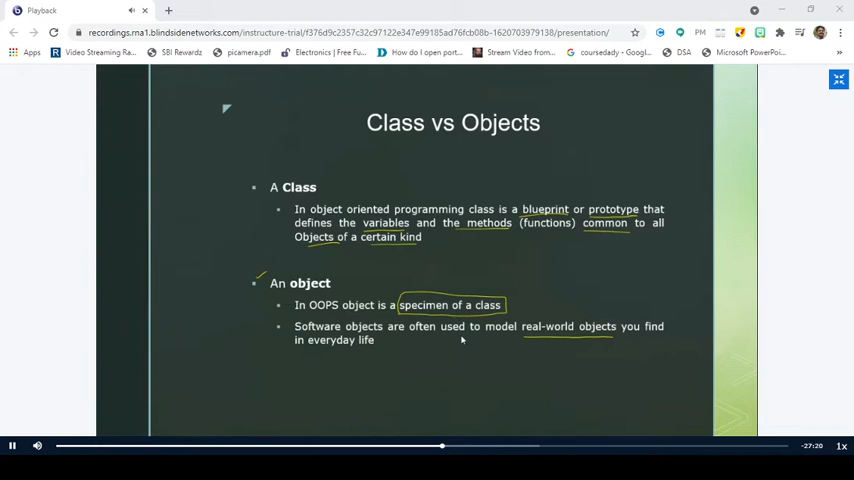 Playback
recordings.rna1.blindsidenetworks.com/instructure-trial/f376d9c2357c32c97122e347e99185ad76fcb08b-1620703979138/presentation/
PM
Apps
Video Streaming Ra...
SBI Rewardz
picamera.pdf
Electronics | Free Fu...
How do I open port...
Stream Video from...
coursedady - Googl...
DSA
Microsoft PowerPoi...
Class vs Objects
A Class
In object oriented programming class is a blueprint or prototype that
defines the variables and the methods (functions) common to all
Objects of a certain kind
An object
In OOPS object is a specimen of a class
Software objects are often used to model real-world objects you find
in everyday life
-27:20 1x